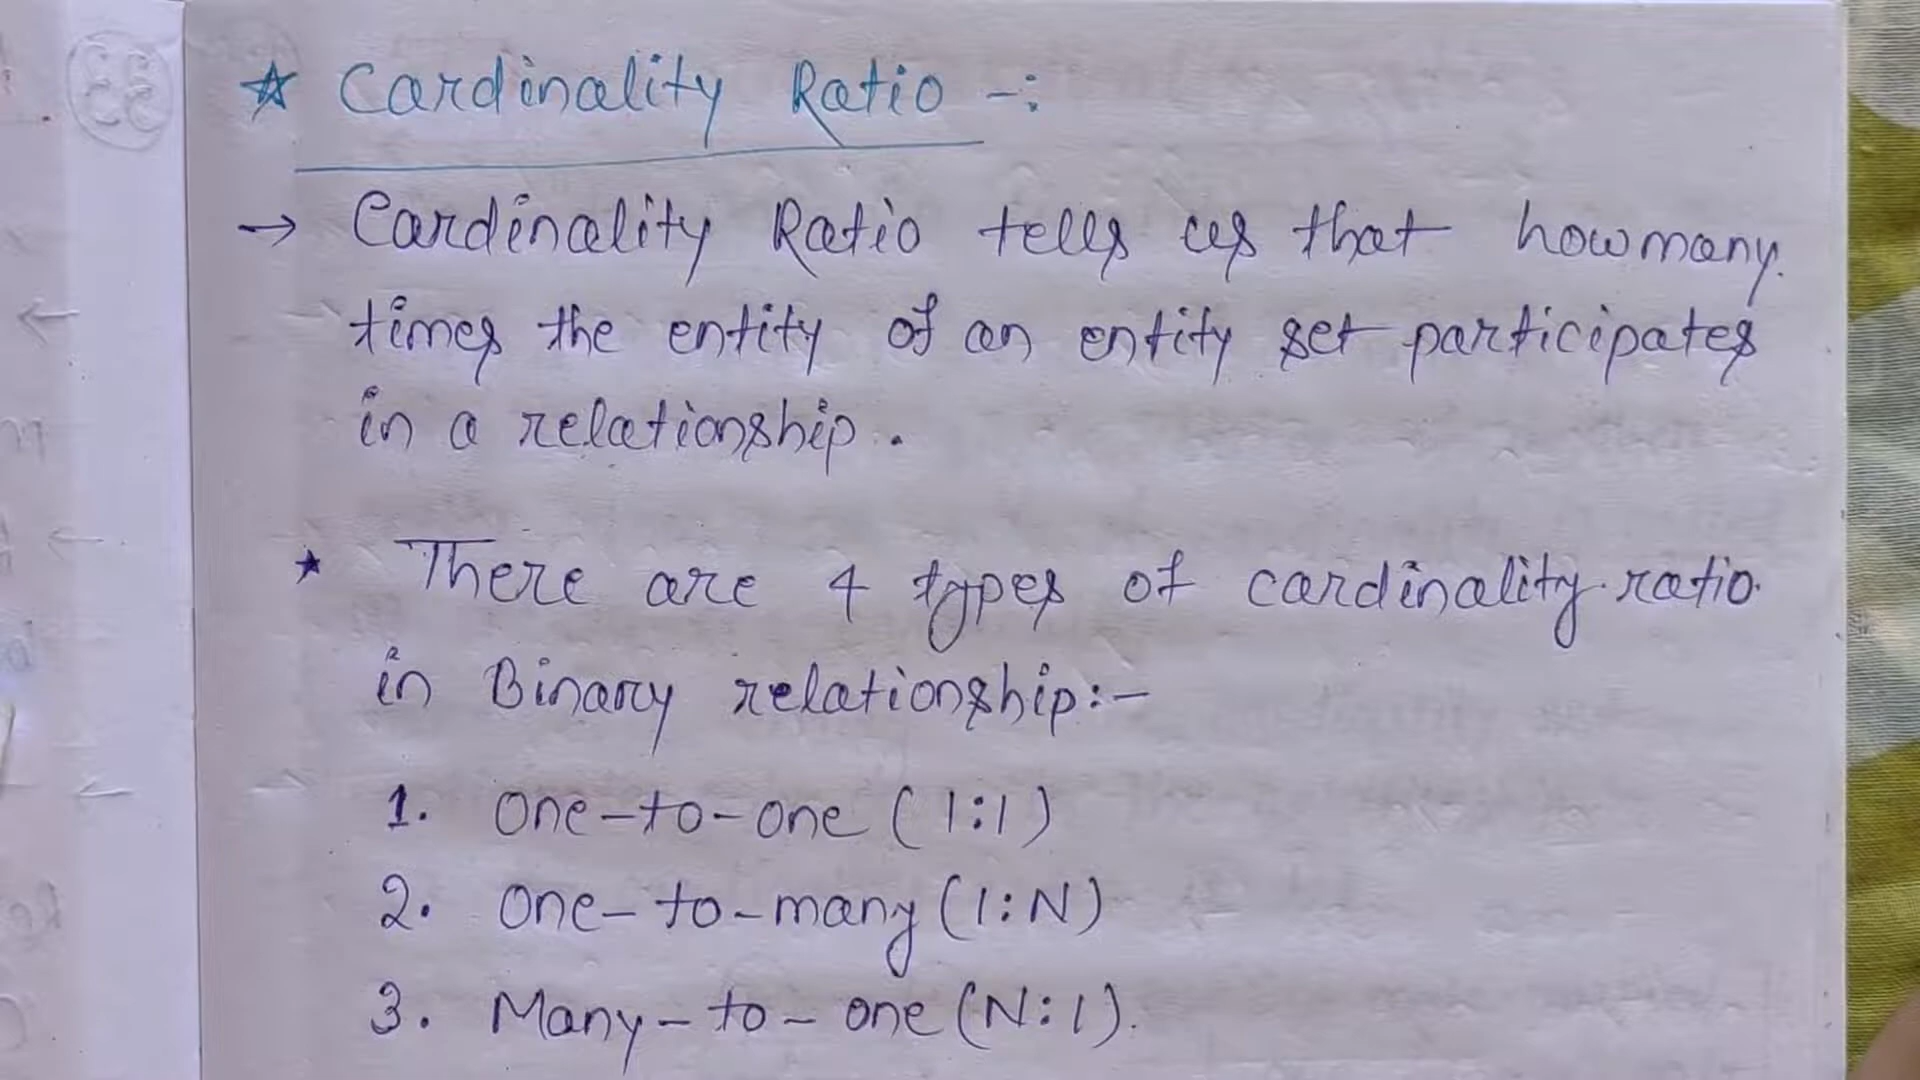 ☆ Cardinality Ratio -:
→ Cardinality Ratio tells us that howmany
times the entity of an entity set participates
in a relationship.
★ There are 4 types of cardinality ratio
in Binary relationship:-
1. One-to-one (1:1)
2. One-to-many (1:N)
3. Many-to-one (N:1).